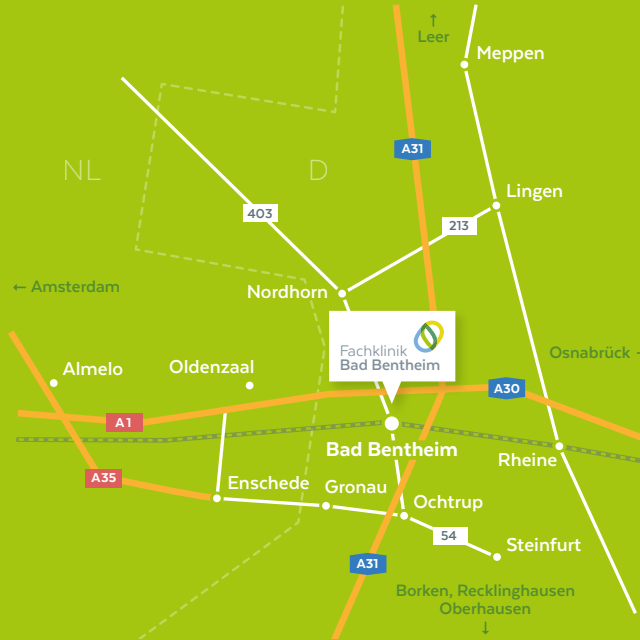 ↑
Leer
Meppen
A31
NL
D
Lingen
403
213
← Amsterdam
Nordhorn
Fachklinik
Bad Bentheim
Osnabrück
Almelo
Oldenzaal
A30
A1
Bad Bentheim
Rheine
A35
Enschede
Gronau
Ochtrup
54
Steinfurt
A31
Borken, Recklinghausen
Oberhausen
↓